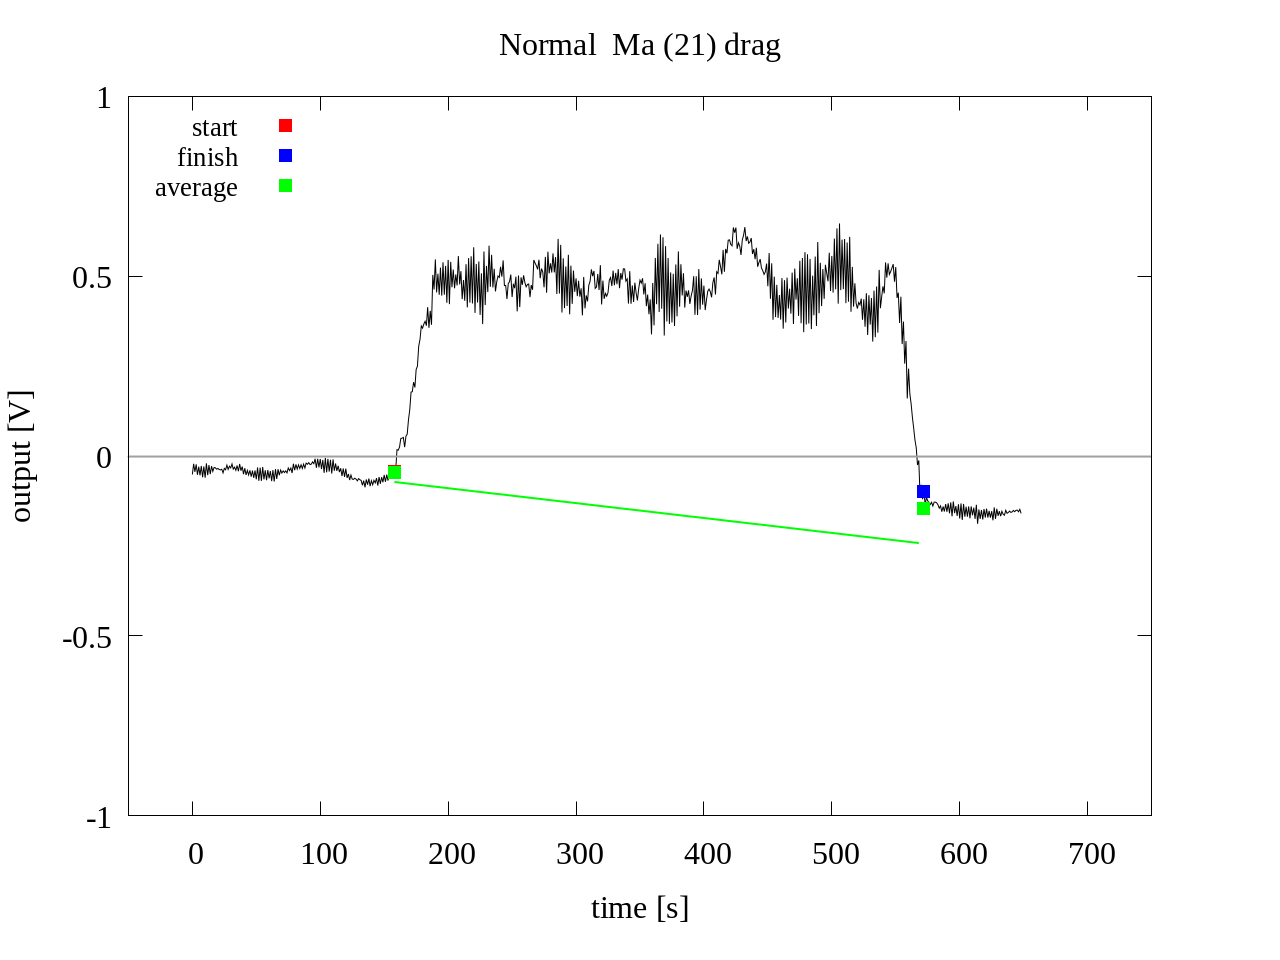 Normal  Ma (21) drag
1
start
finish
average
0.5
0
-0.5
-1
output [V]
0 100 200 300 400 500 600 700
time [s]